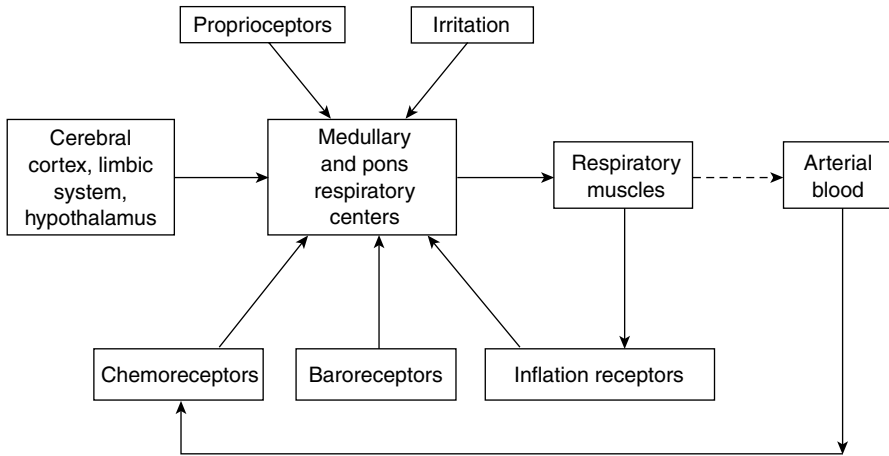 Proprioceptors
Irritation
Cerebral
cortex, limbic
system,
hypothalamus
Medullary
and pons
respiratory
centers
Respiratory
muscles
Arterial
blood
Chemoreceptors
Baroreceptors
Inflation receptors